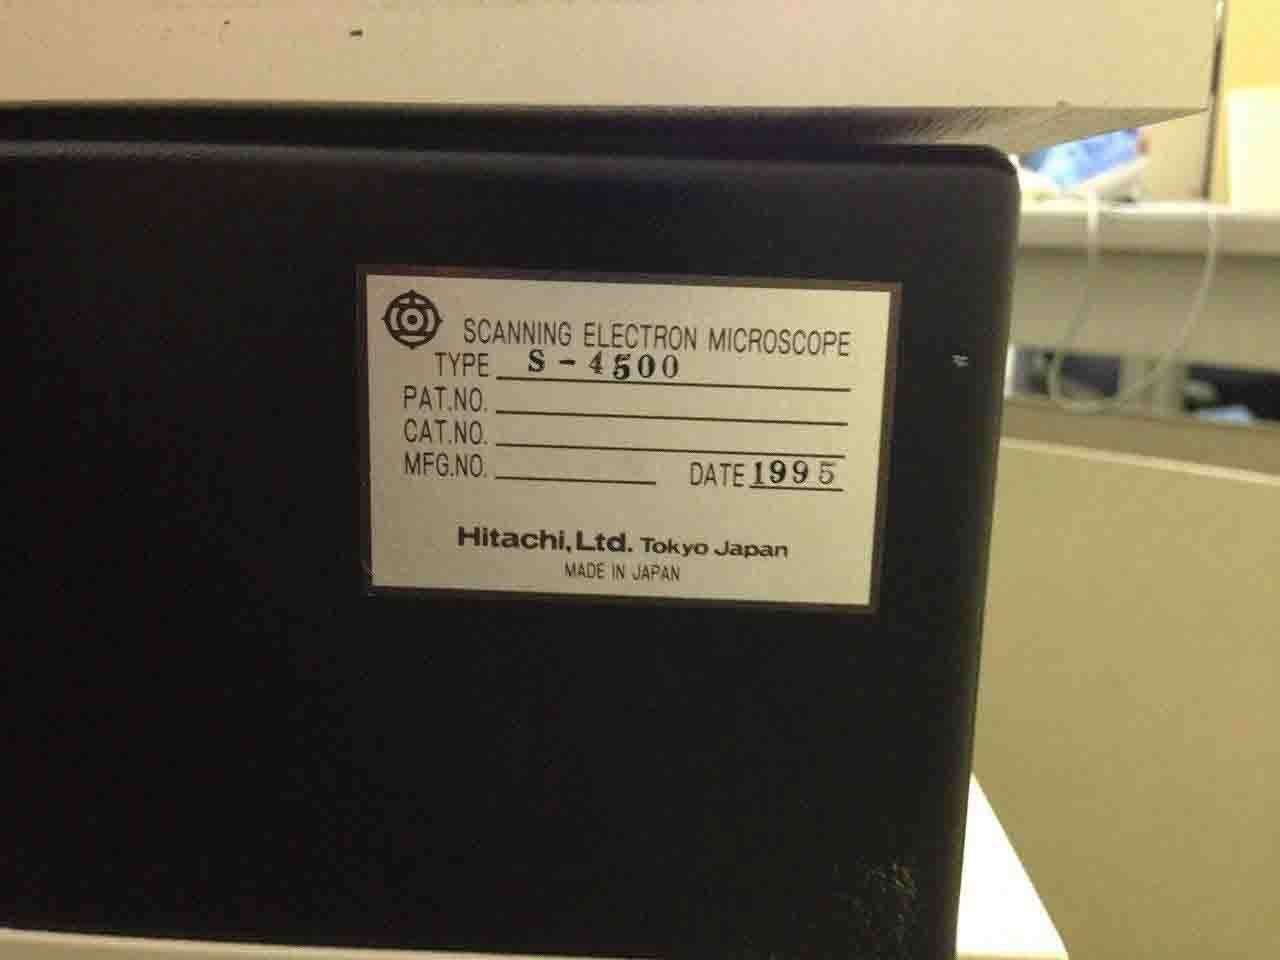 SCANNING ELECTRON MICROSCOPE
TYPE S-4500
PAT.NO.
CAT.NO.
MFG.NO. DATE 1995
Hitachi, Ltd. Tokyo Japan
MADE IN JAPAN